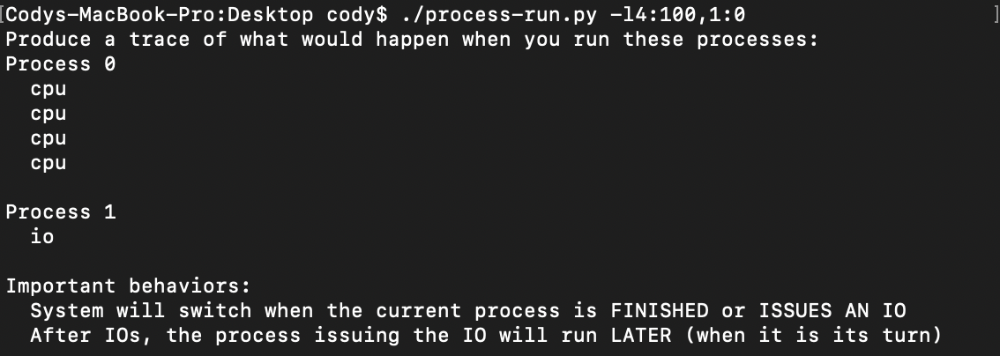 [Codys-MacBook-Pro:Desktop cody$ ./process-run.py -l4:100,1:0 ]
Produce a trace of what would happen when you run these processes:
Process 0
  cpu
  cpu
  cpu
  cpu

Process 1
  io

Important behaviors:
  System will switch when the current process is FINISHED or ISSUES AN IO
  After IOs, the process issuing the IO will run LATER (when it is its turn)